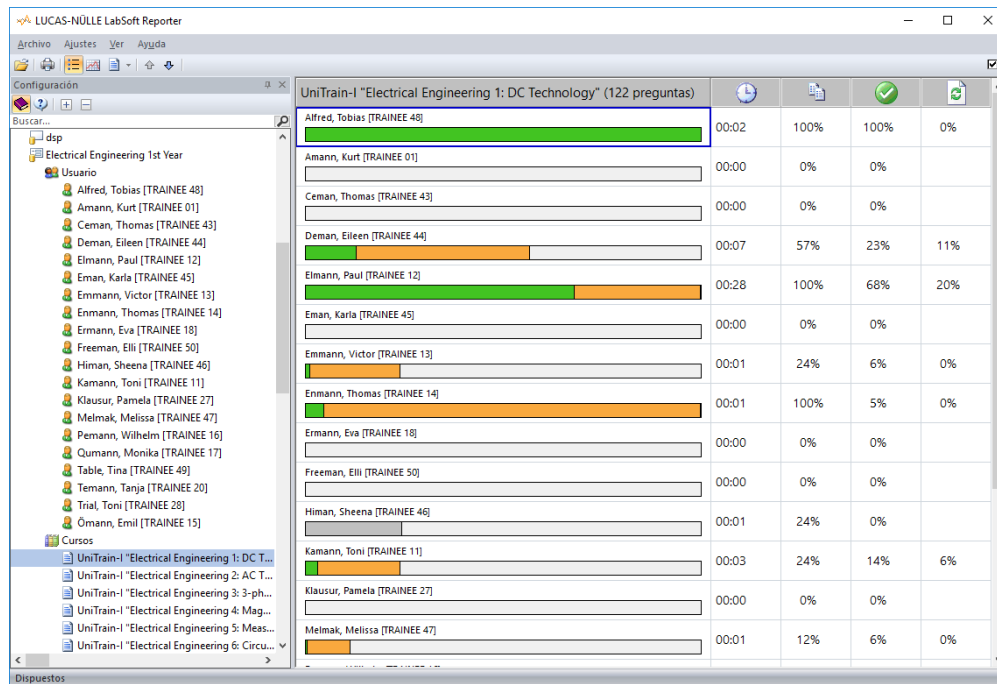 LUCAS-NÜLLE LabSoft Reporter
Archivo Ajustes Ver Ayuda
Configuración
Buscar...
dsp
Electrical Engineering 1st Year
Usuario
Alfred, Tobias [TRAINEE 48]
Amann, Kurt [TRAINEE 01]
Ceman, Thomas [TRAINEE 43]
Deman, Eileen [TRAINEE 44]
Elmann, Paul [TRAINEE 12]
Eman, Karla [TRAINEE 45]
Emmann, Victor [TRAINEE 13]
Enmann, Thomas [TRAINEE 14]
Ermann, Eva [TRAINEE 18]
Freeman, Elli [TRAINEE 50]
Himan, Sheena [TRAINEE 46]
Kamann, Toni [TRAINEE 11]
Klausur, Pamela [TRAINEE 27]
Melmak, Melissa [TRAINEE 47]
Pemann, Wilhelm [TRAINEE 16]
Qumann, Monika [TRAINEE 17]
Table, Tina [TRAINEE 49]
Temann, Tanja [TRAINEE 20]
Trial, Toni [TRAINEE 28]
Ömann, Emil [TRAINEE 15]
Cursos
UniTrain-I "Electrical Engineering 1: DC T...
UniTrain-I "Electrical Engineering 2: AC T...
UniTrain-I "Electrical Engineering 3: 3-ph...
UniTrain-I "Electrical Engineering 4: Mag...
UniTrain-I "Electrical Engineering 5: Meas...
UniTrain-I "Electrical Engineering 6: Circu...
UniTrain-I "Electrical Engineering 1: DC Technology" (122 preguntas)
Alfred, Tobias [TRAINEE 48]
00:02 100% 100% 0%
Amann, Kurt [TRAINEE 01]
00:00 0% 0%
Ceman, Thomas [TRAINEE 43]
00:00 0% 0%
Deman, Eileen [TRAINEE 44]
00:07 57% 23% 11%
Elmann, Paul [TRAINEE 12]
00:28 100% 68% 20%
Eman, Karla [TRAINEE 45]
00:00 0% 0%
Emmann, Victor [TRAINEE 13]
00:01 24% 6% 0%
Enmann, Thomas [TRAINEE 14]
00:01 100% 5% 0%
Ermann, Eva [TRAINEE 18]
00:00 0% 0%
Freeman, Elli [TRAINEE 50]
00:00 0% 0%
Himan, Sheena [TRAINEE 46]
00:01 24% 0%
Kamann, Toni [TRAINEE 11]
00:03 24% 14% 6%
Klausur, Pamela [TRAINEE 27]
00:00 0% 0%
Melmak, Melissa [TRAINEE 47]
00:01 12% 6% 0%
Dispuestos